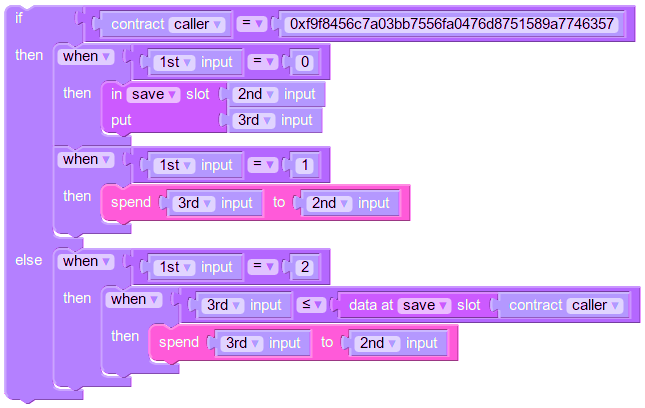 if contract caller = 0xf9f8456c7a03bb7556fa0476d8751589a7746357
then when 1st input = 0
then in save slot 2nd input
put 3rd input
when 1st input = 1
then spend 3rd input to 2nd input
else when 1st input = 2
then when 3rd input ≤ data at save slot contract caller
then spend 3rd input to 2nd input